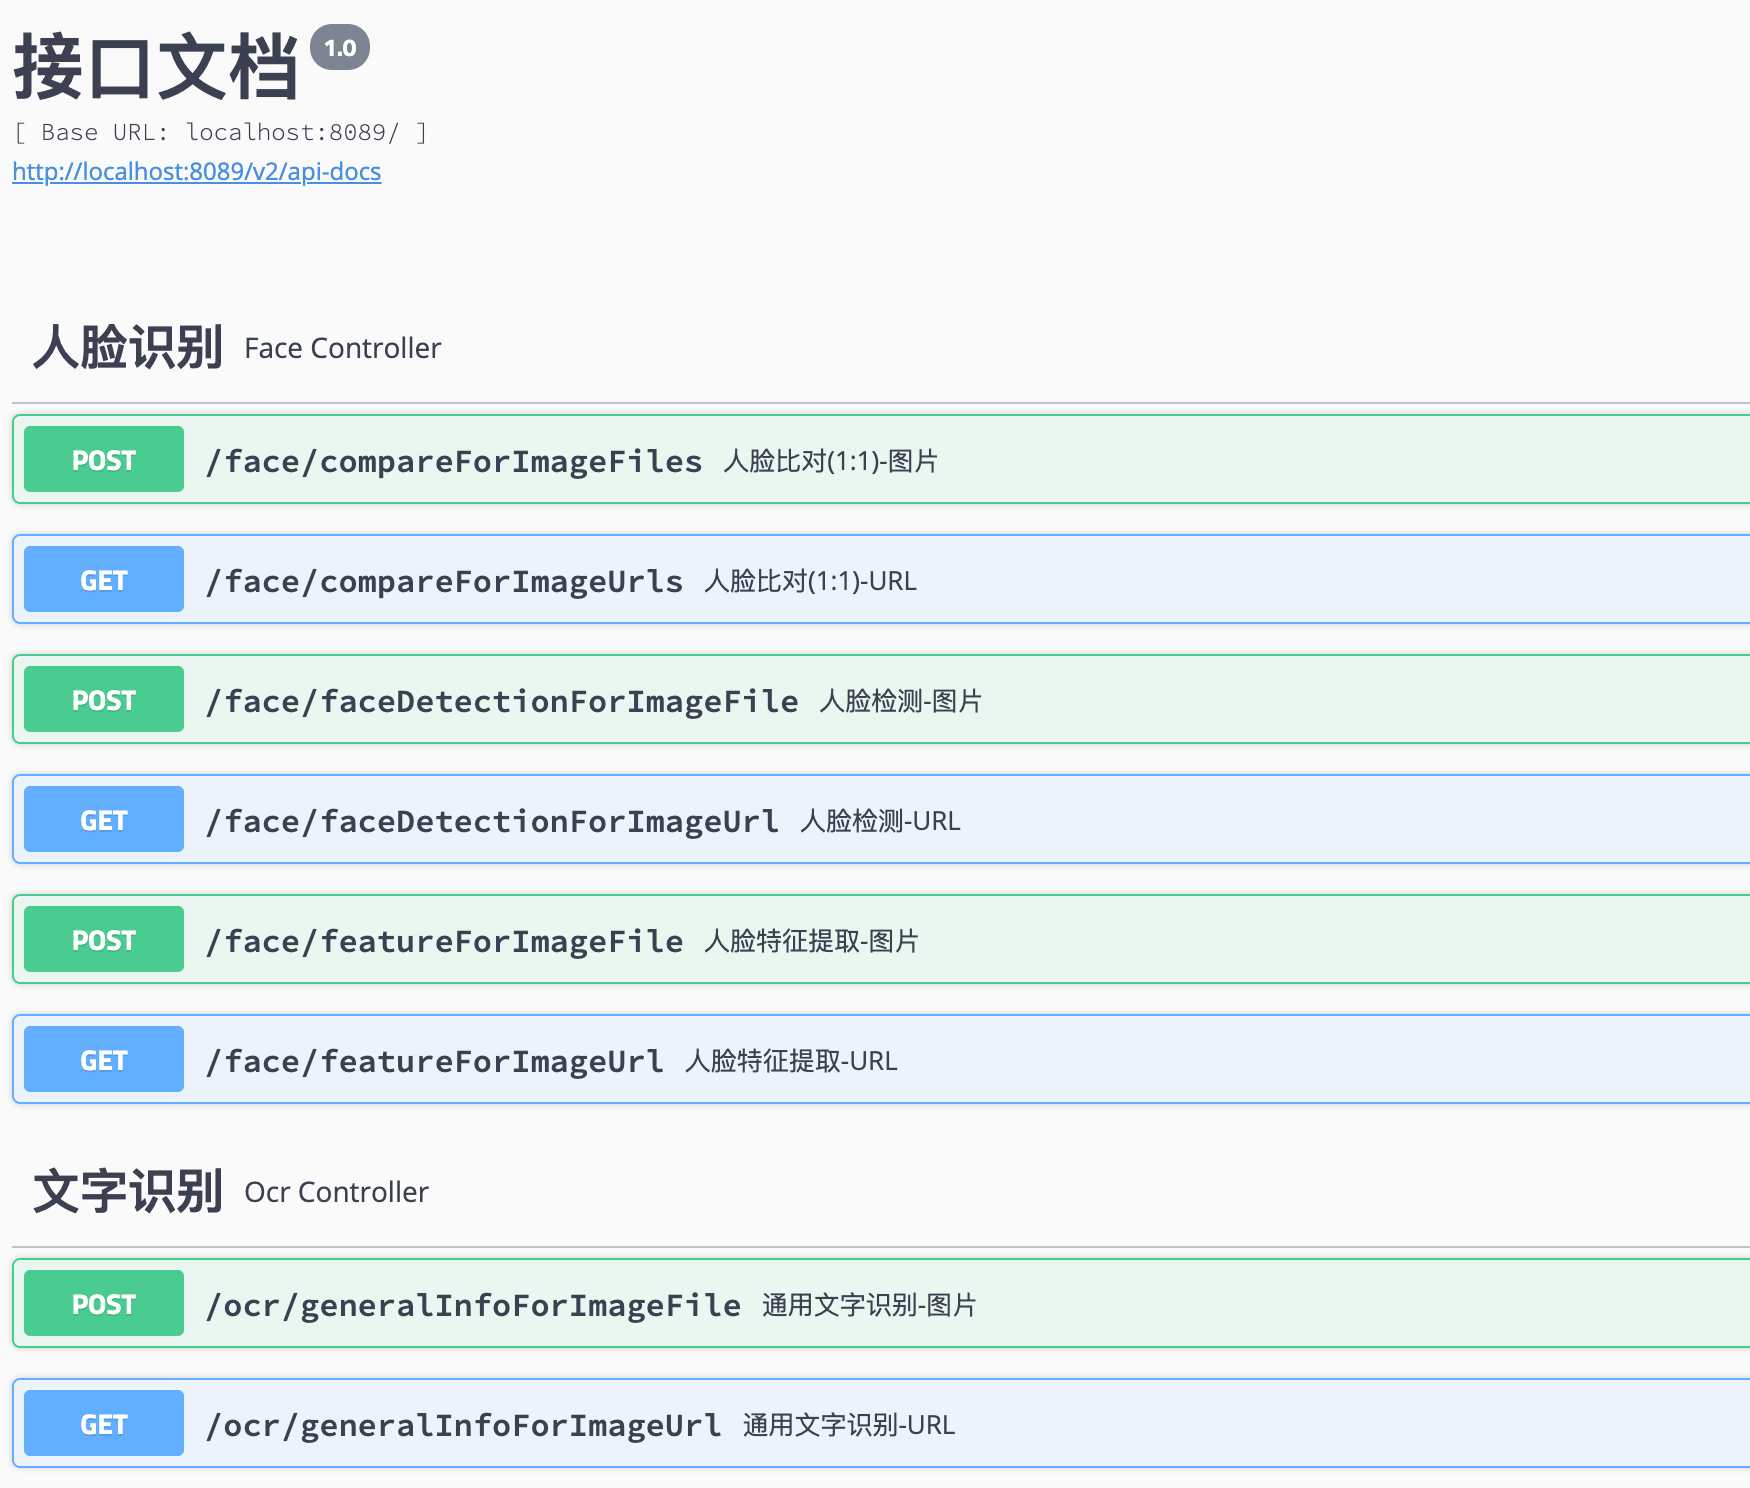 接口文档 1.0
[ Base URL: localhost:8089/ ]
http://localhost:8089/v2/api-docs
人脸识别 Face Controller
POST /face/compareForImageFiles 人脸比对(1:1)-图片
GET /face/compareForImageUrls 人脸比对(1:1)-URL
POST /face/faceDetectionForImageFile 人脸检测-图片
GET /face/faceDetectionForImageUrl 人脸检测-URL
POST /face/featureForImageFile 人脸特征提取-图片
GET /face/featureForImageUrl 人脸特征提取-URL
文字识别 Ocr Controller
POST /ocr/generalInfoForImageFile 通用文字识别-图片
GET /ocr/generalInfoForImageUrl 通用文字识别-URL